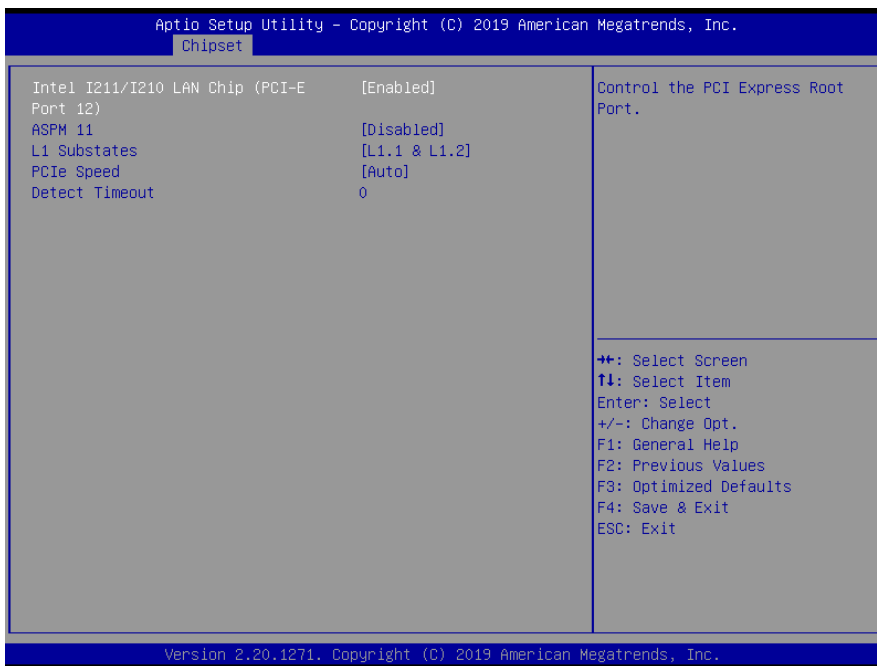 Aptio Setup Utility – Copyright (C) 2019 American Megatrends, Inc.
Chipset
Intel I211/I210 LAN Chip (PCI-E [Enabled]
Port 12)
ASPM 11 [Disabled]
L1 Substates [L1.1 & L1.2]
PCIe Speed [Auto]
Detect Timeout 0
Control the PCI Express Root
Port.
→←: Select Screen
↑↓: Select Item
Enter: Select
+/-: Change Opt.
F1: General Help
F2: Previous Values
F3: Optimized Defaults
F4: Save & Exit
ESC: Exit
Version 2.20.1271. Copyright (C) 2019 American Megatrends, Inc.